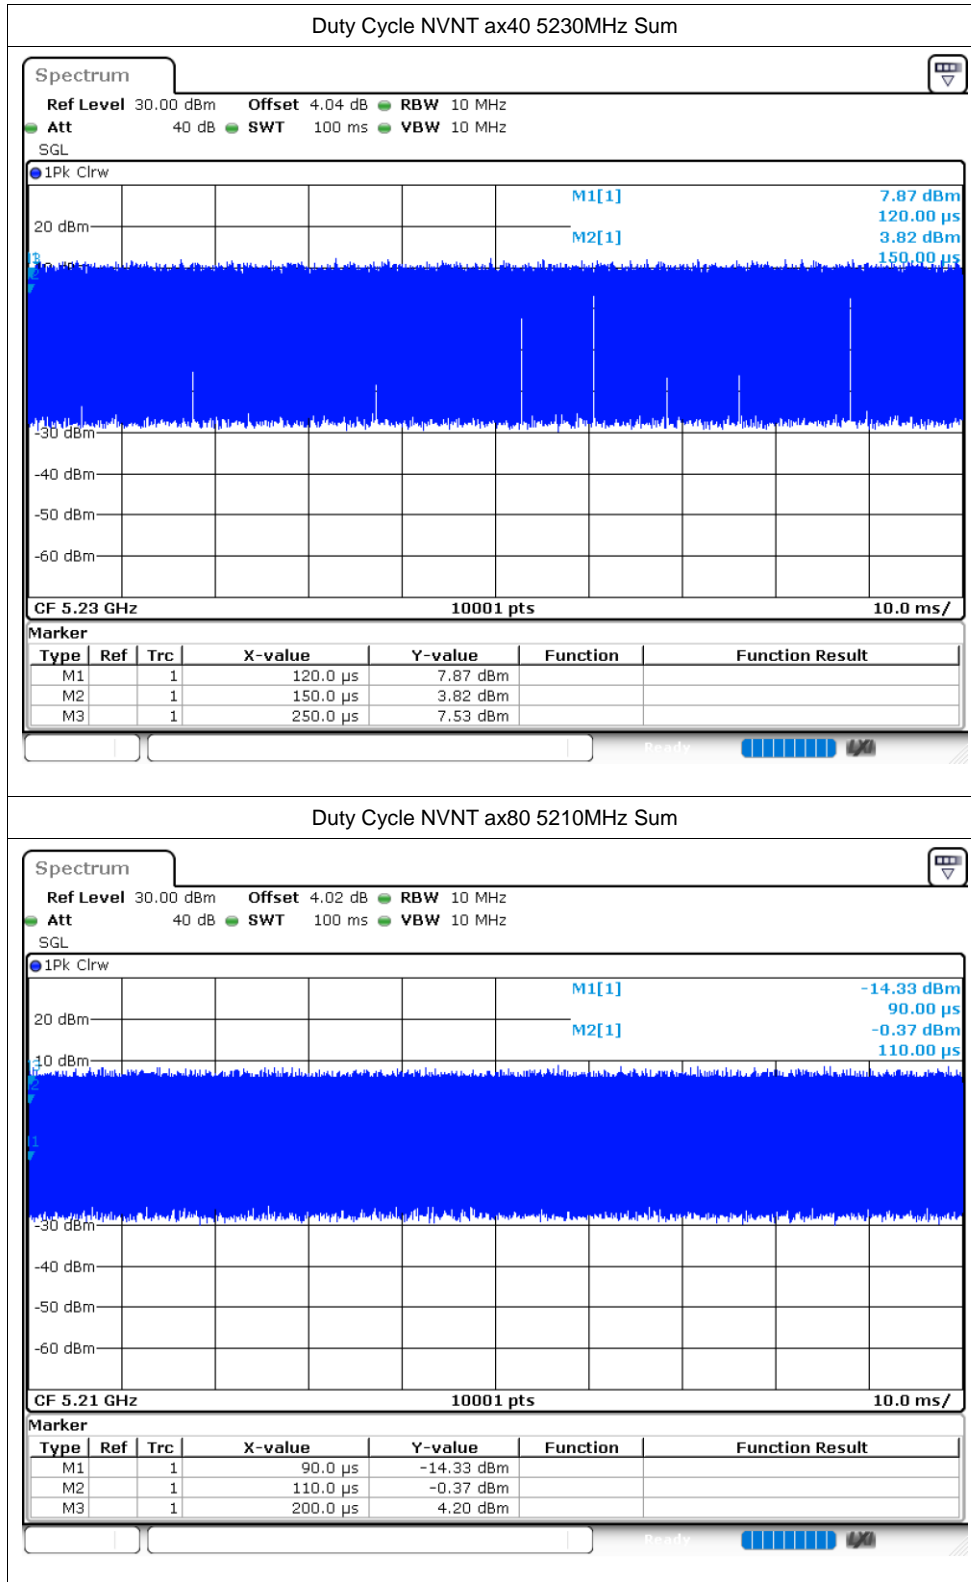 Duty Cycle NVNT ax40 5230MHz Sum
Spectrum
Ref Level 30.00 dBm Offset 4.04 dB RBW 10 MHz
Att 40 dB SWT 100 ms VBW 10 MHz
SGL
1Pk Clrw
M1[1] 7.87 dBm
120.00 µs
20 dBm
M2[1] 3.82 dBm
150.00 µs
-30 dBm
-40 dBm
-50 dBm
-60 dBm
CF 5.23 GHz 10001 pts 10.0 ms/
Marker
Type Ref Trc X-value Y-value Function Function Result
M1 1 120.0 µs 7.87 dBm
M2 1 150.0 µs 3.82 dBm
M3 1 250.0 µs 7.53 dBm
Ready LXI
Duty Cycle NVNT ax80 5210MHz Sum
Spectrum
Ref Level 30.00 dBm Offset 4.02 dB RBW 10 MHz
Att 40 dB SWT 100 ms VBW 10 MHz
SGL
1Pk Clrw
M1[1] -14.33 dBm
90.00 µs
20 dBm
M2[1] -0.37 dBm
110.00 µs
10 dBm
-30 dBm
-40 dBm
-50 dBm
-60 dBm
CF 5.21 GHz 10001 pts 10.0 ms/
Marker
Type Ref Trc X-value Y-value Function Function Result
M1 1 90.0 µs -14.33 dBm
M2 1 110.0 µs -0.37 dBm
M3 1 200.0 µs 4.20 dBm
Ready LXI